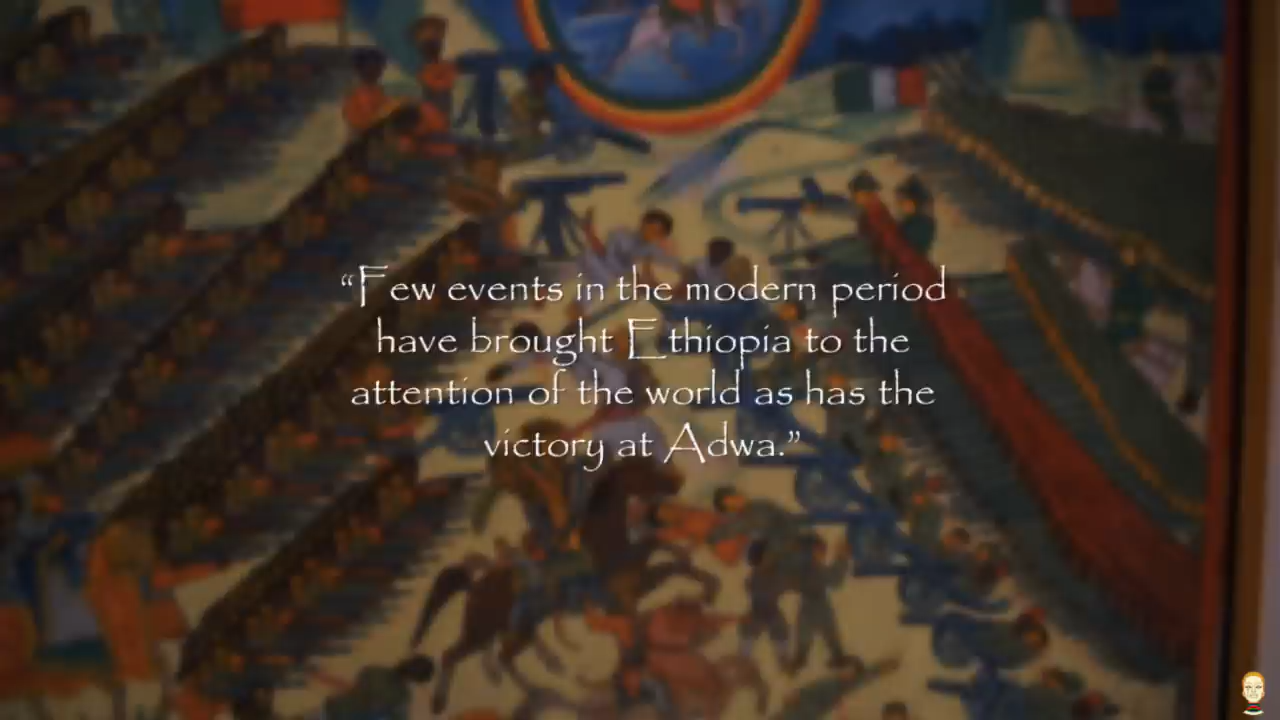 “Few events in the modern period
have brought Ethiopia to the
attention of the world as has the
victory at Adwa.”